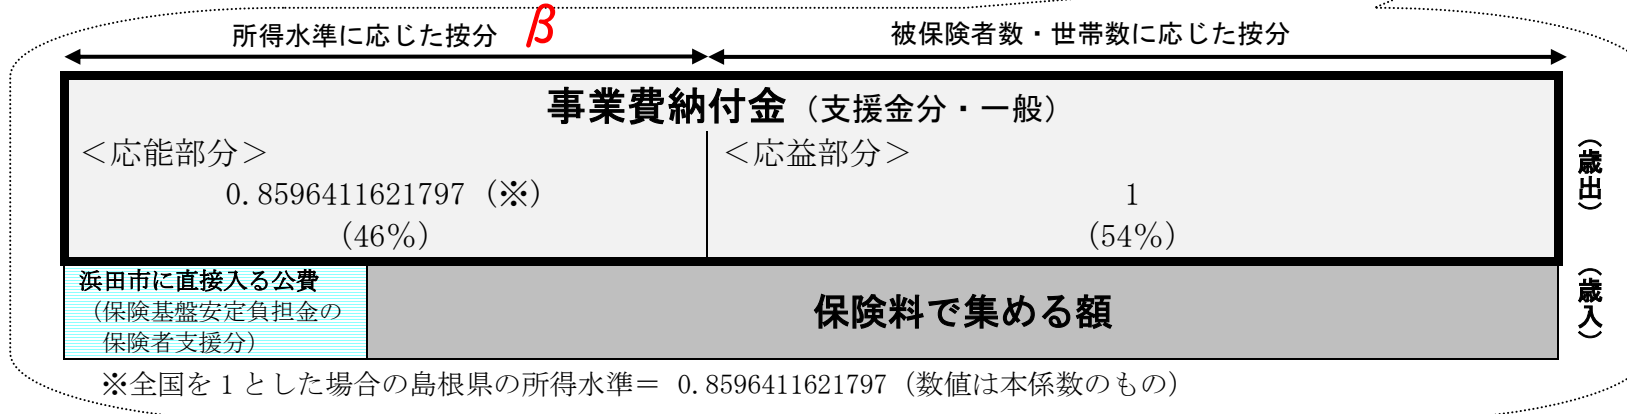 所得水準に応じた按分 β
被保険者数・世帯数に応じた按分
事業費納付金（支援金分・一般）
＜応能部分＞
0.8596411621797（※）
(46%)
＜応益部分＞
1
(54%)
（歳出）
浜田市に直接入る公費
（保険基盤安定負担金の
保険者支援分）
保険料で集める額
（歳入）
※全国を1とした場合の島根県の所得水準＝ 0.8596411621797（数値は本係数のもの）